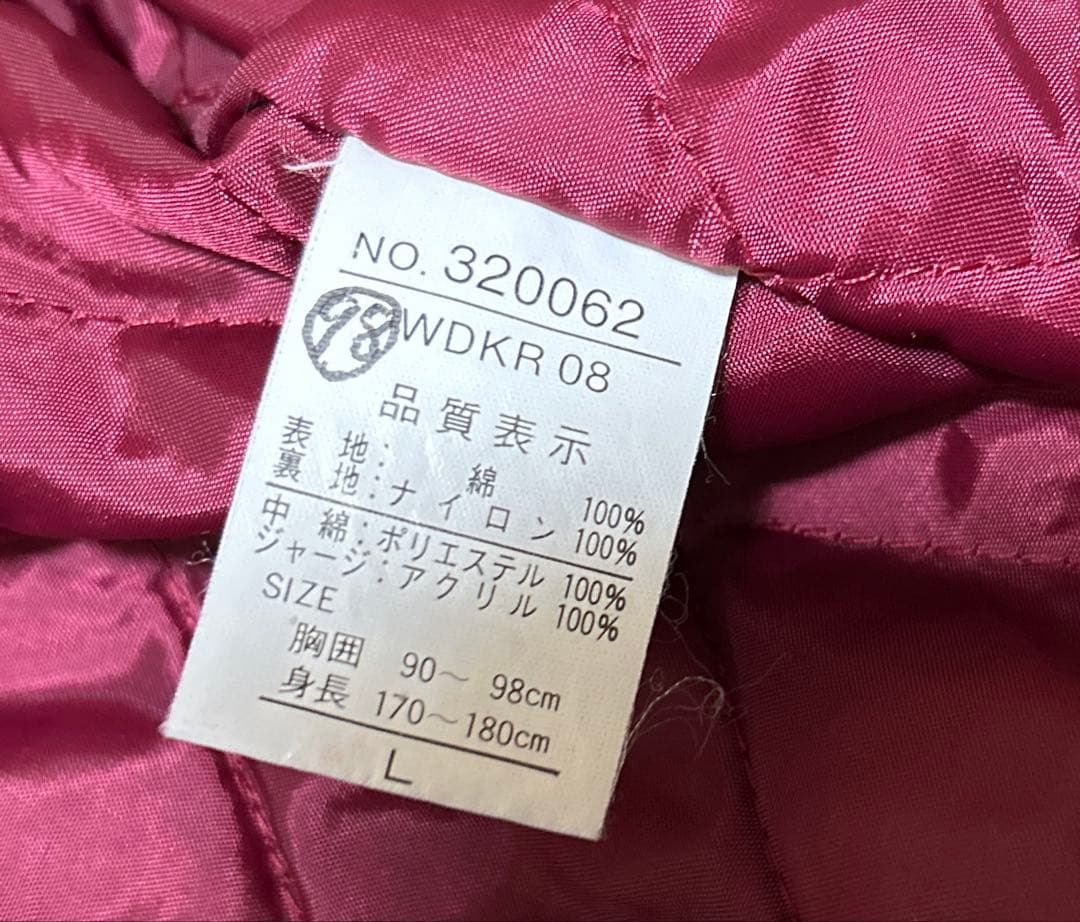 NO. 320062
98 WDKR 08
品質表示
表 地: 綿 100%
裏 地:ナイロン 100%
中 綿:ポリエステル 100%
ジャージ:アクリル 100%
SIZE
胸囲 90~ 98cm
身長 170~180cm
L